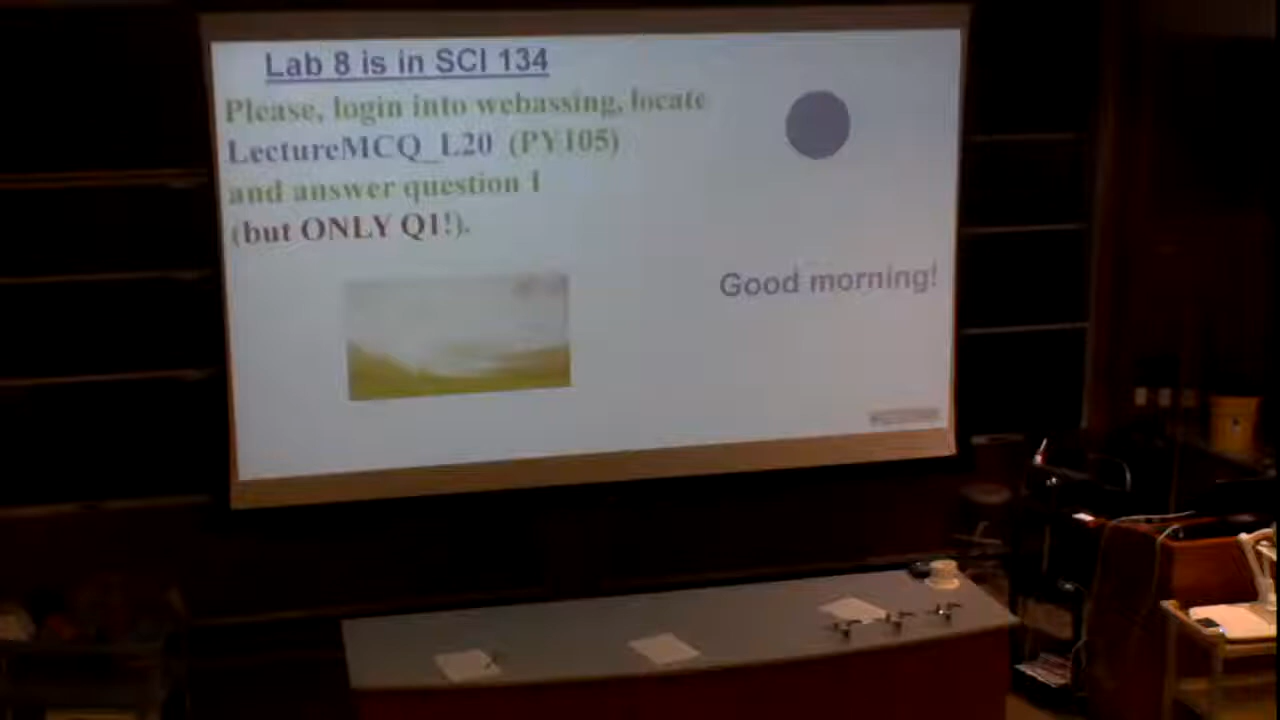 Lab 8 is in SCI 134
Please, login into webassing, locate
LectureMCQ_L20 (PY105)
and answer question 1
(but ONLY Q1!).
Good morning!